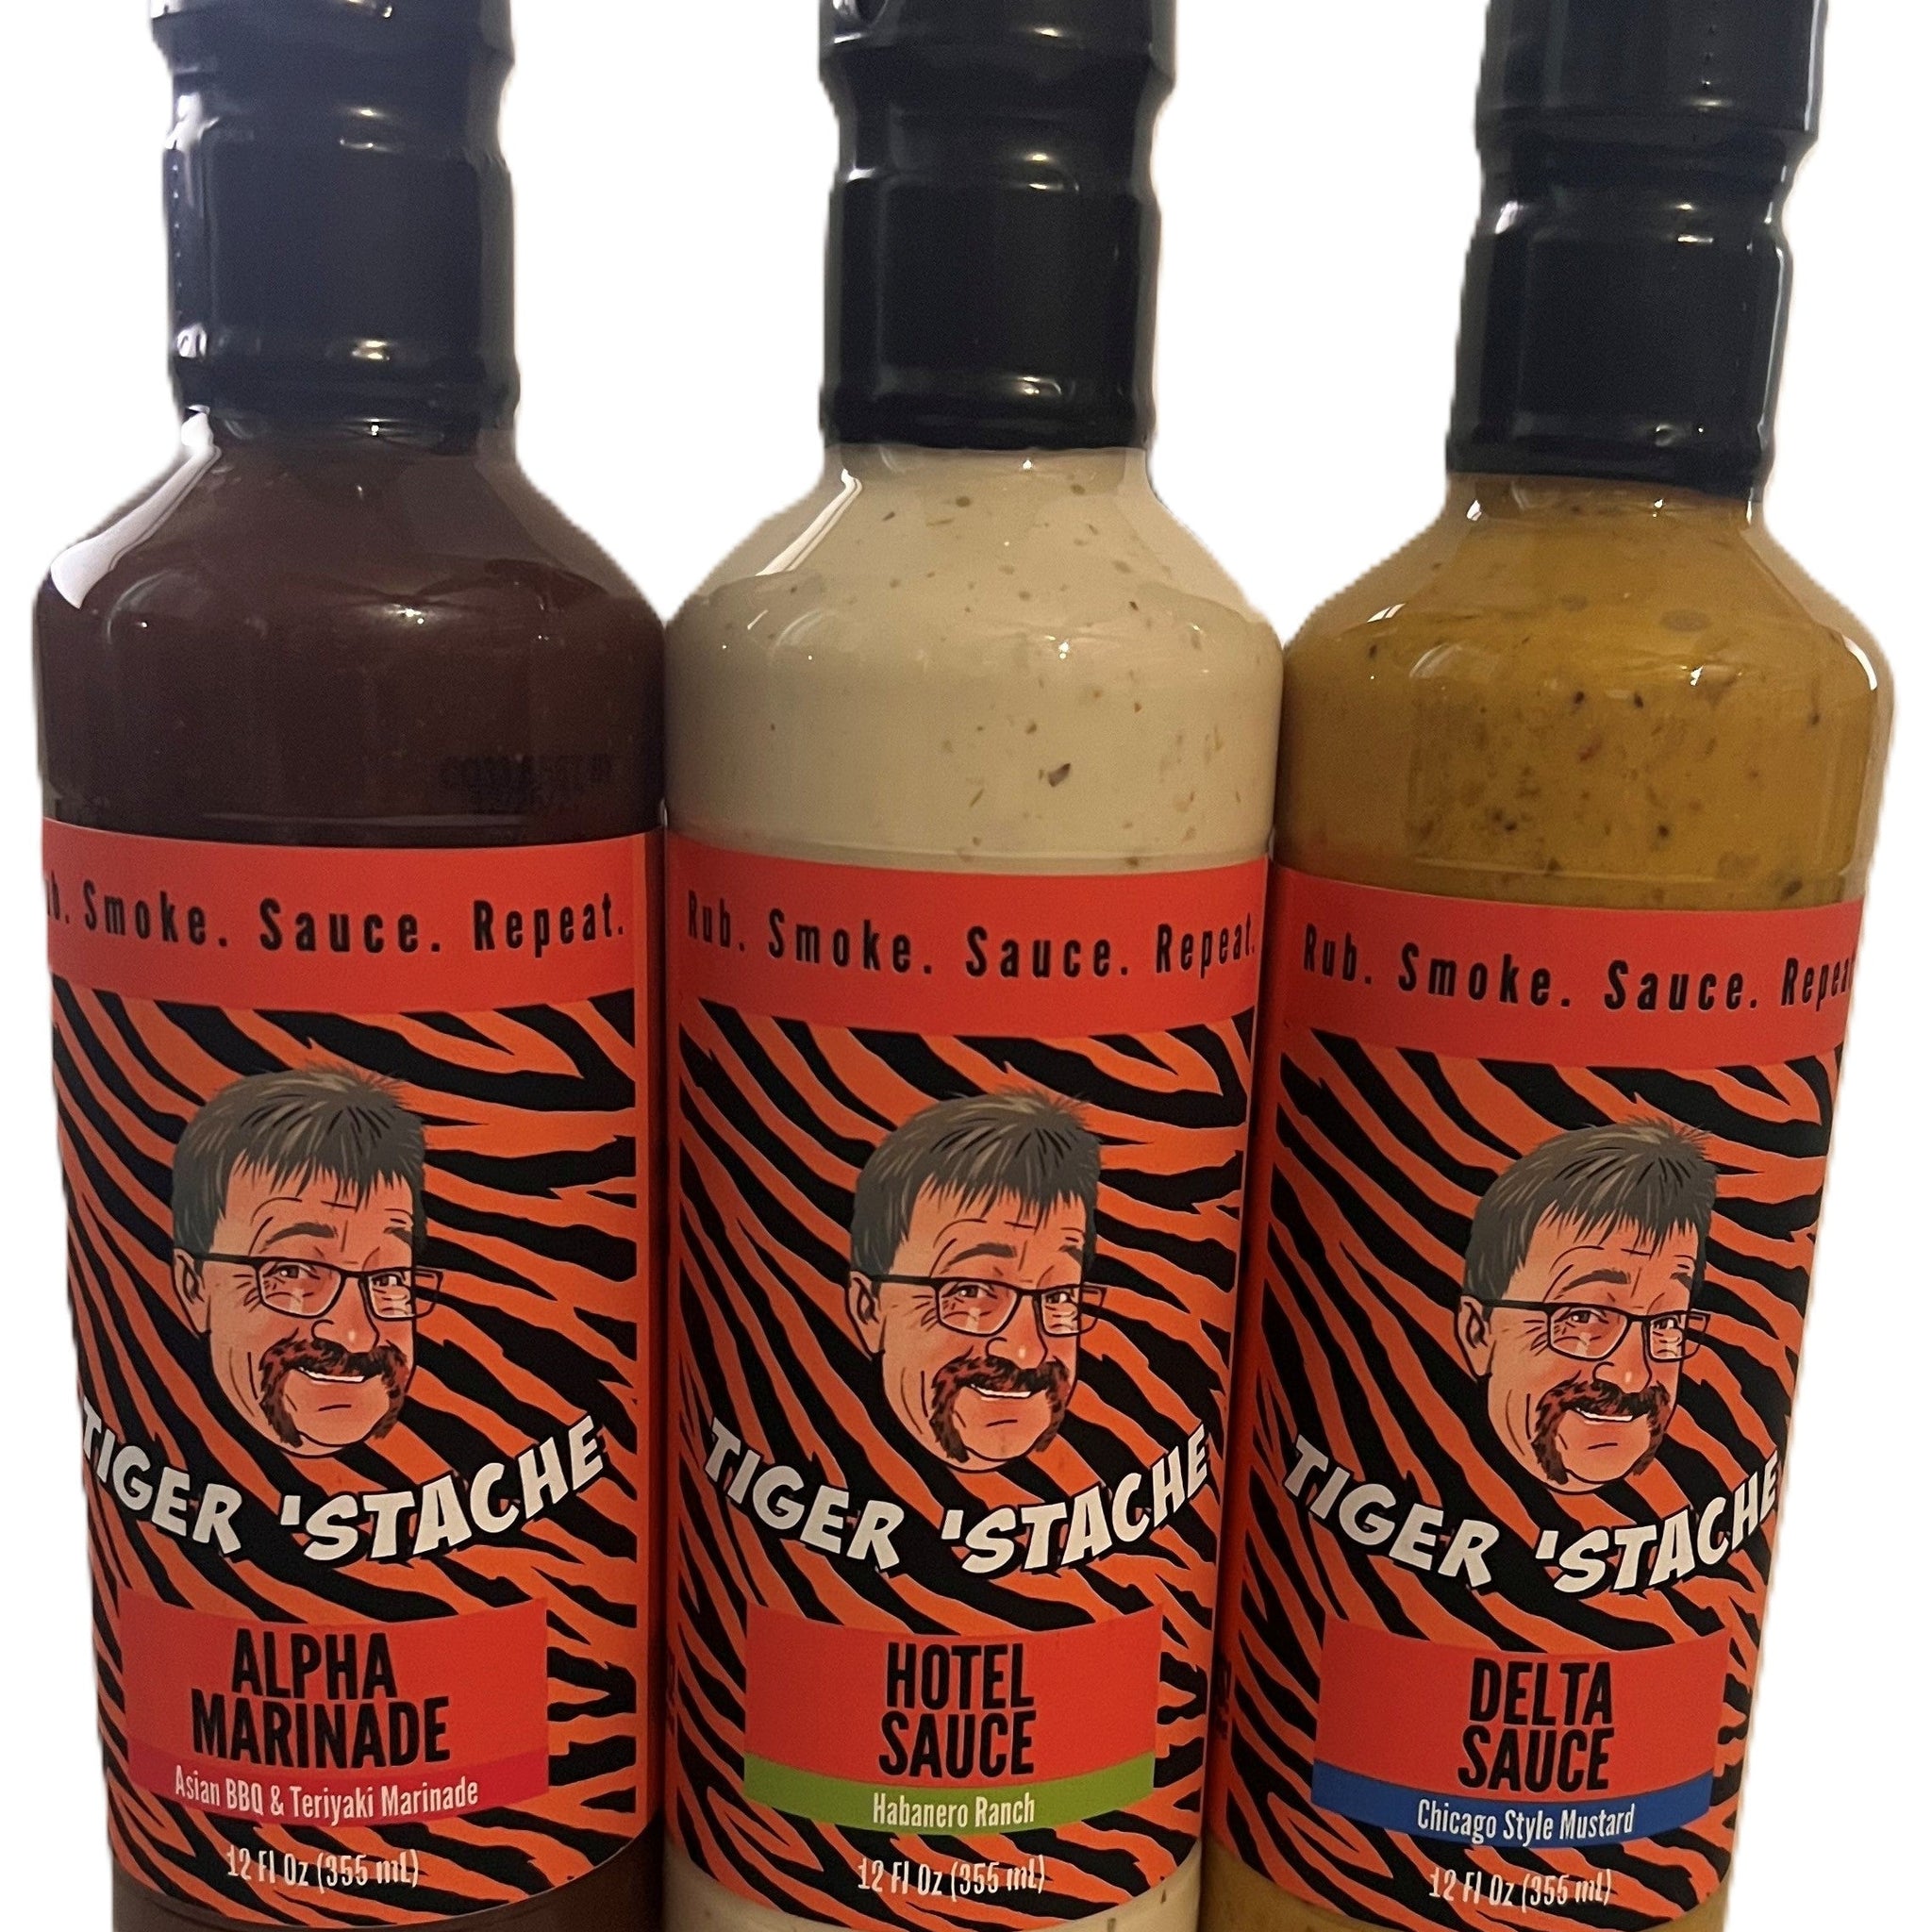 Smoke. Sauce. Repeat.
TIGER 'STACHE
ALPHA
MARINADE
Asian BBQ & Teriyaki Marinade
12 Fl Oz (355 mL)
Rub. Smoke. Sauce. Repeat.
TIGER 'STACHE
HOTEL
SAUCE
Habanero Ranch
12 Fl Oz (355 mL)
Rub. Smoke. Sauce. Repeat
TIGER 'STACHE
DELTA
SAUCE
Chicago Style Mustard
12 Fl Oz (355 mL)